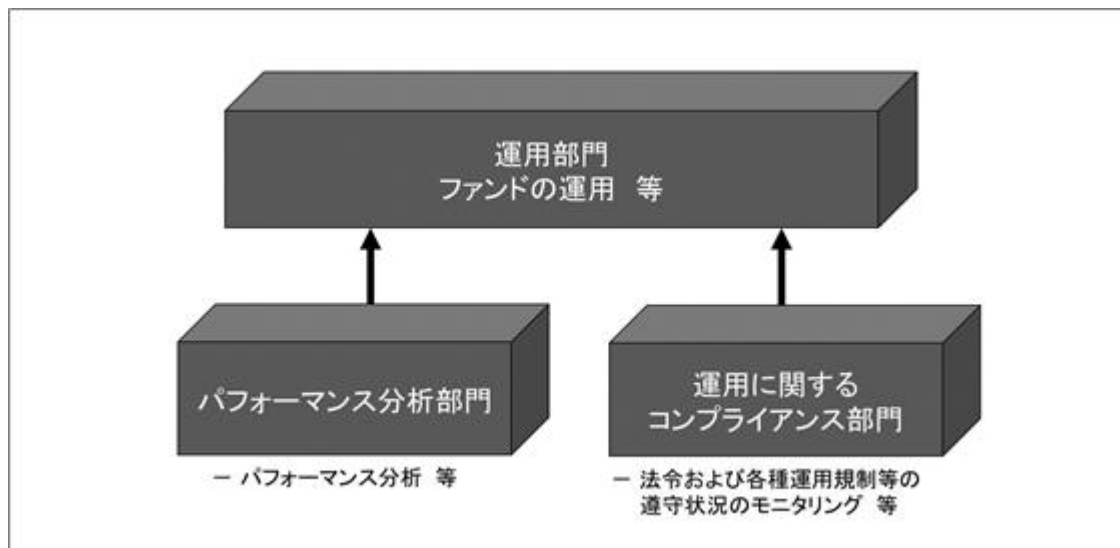 運用部門
ファンドの運用 等
パフォーマンス分析部門
－ パフォーマンス分析 等
運用に関する
コンプライアンス部門
－ 法令および各種運用規制等の
遵守状況のモニタリング 等